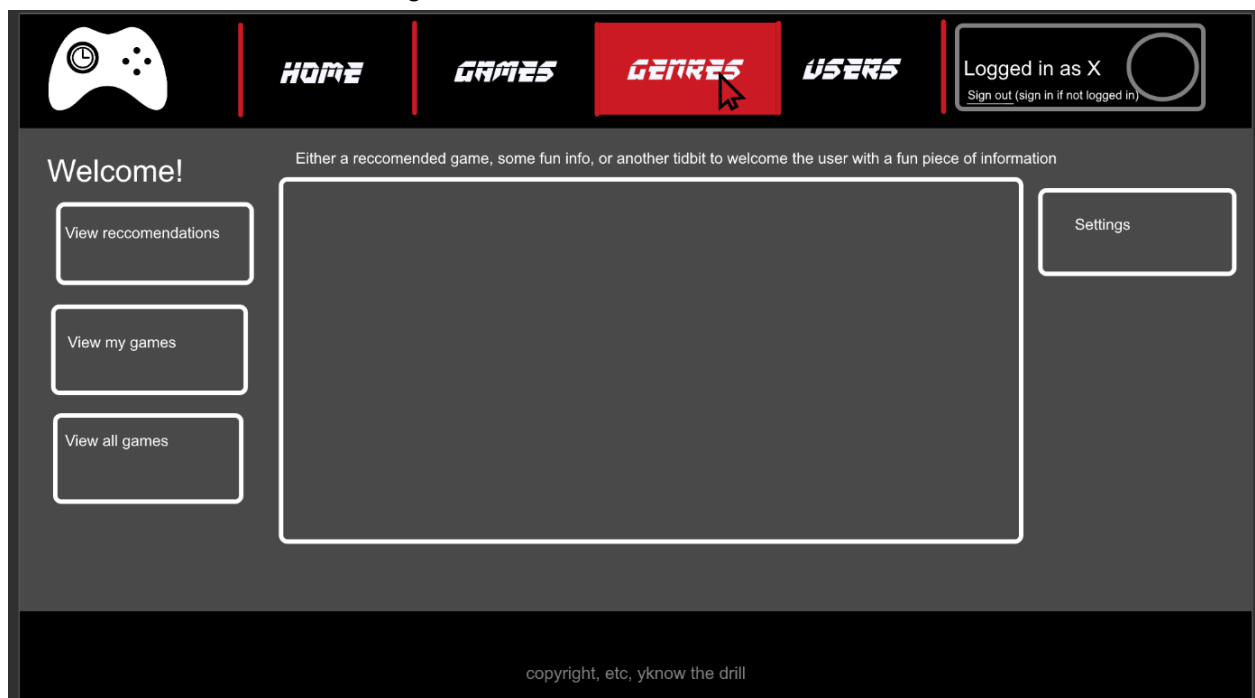 HOME
GAMES
GENRES
USERS
Logged in as X
Sign out (sign in if not logged in)
Welcome!
Either a reccomended game, some fun info, or another tidbit to welcome the user with a fun piece of information
View reccomendations
View my games
View all games
Settings
copyright, etc, yknow the drill